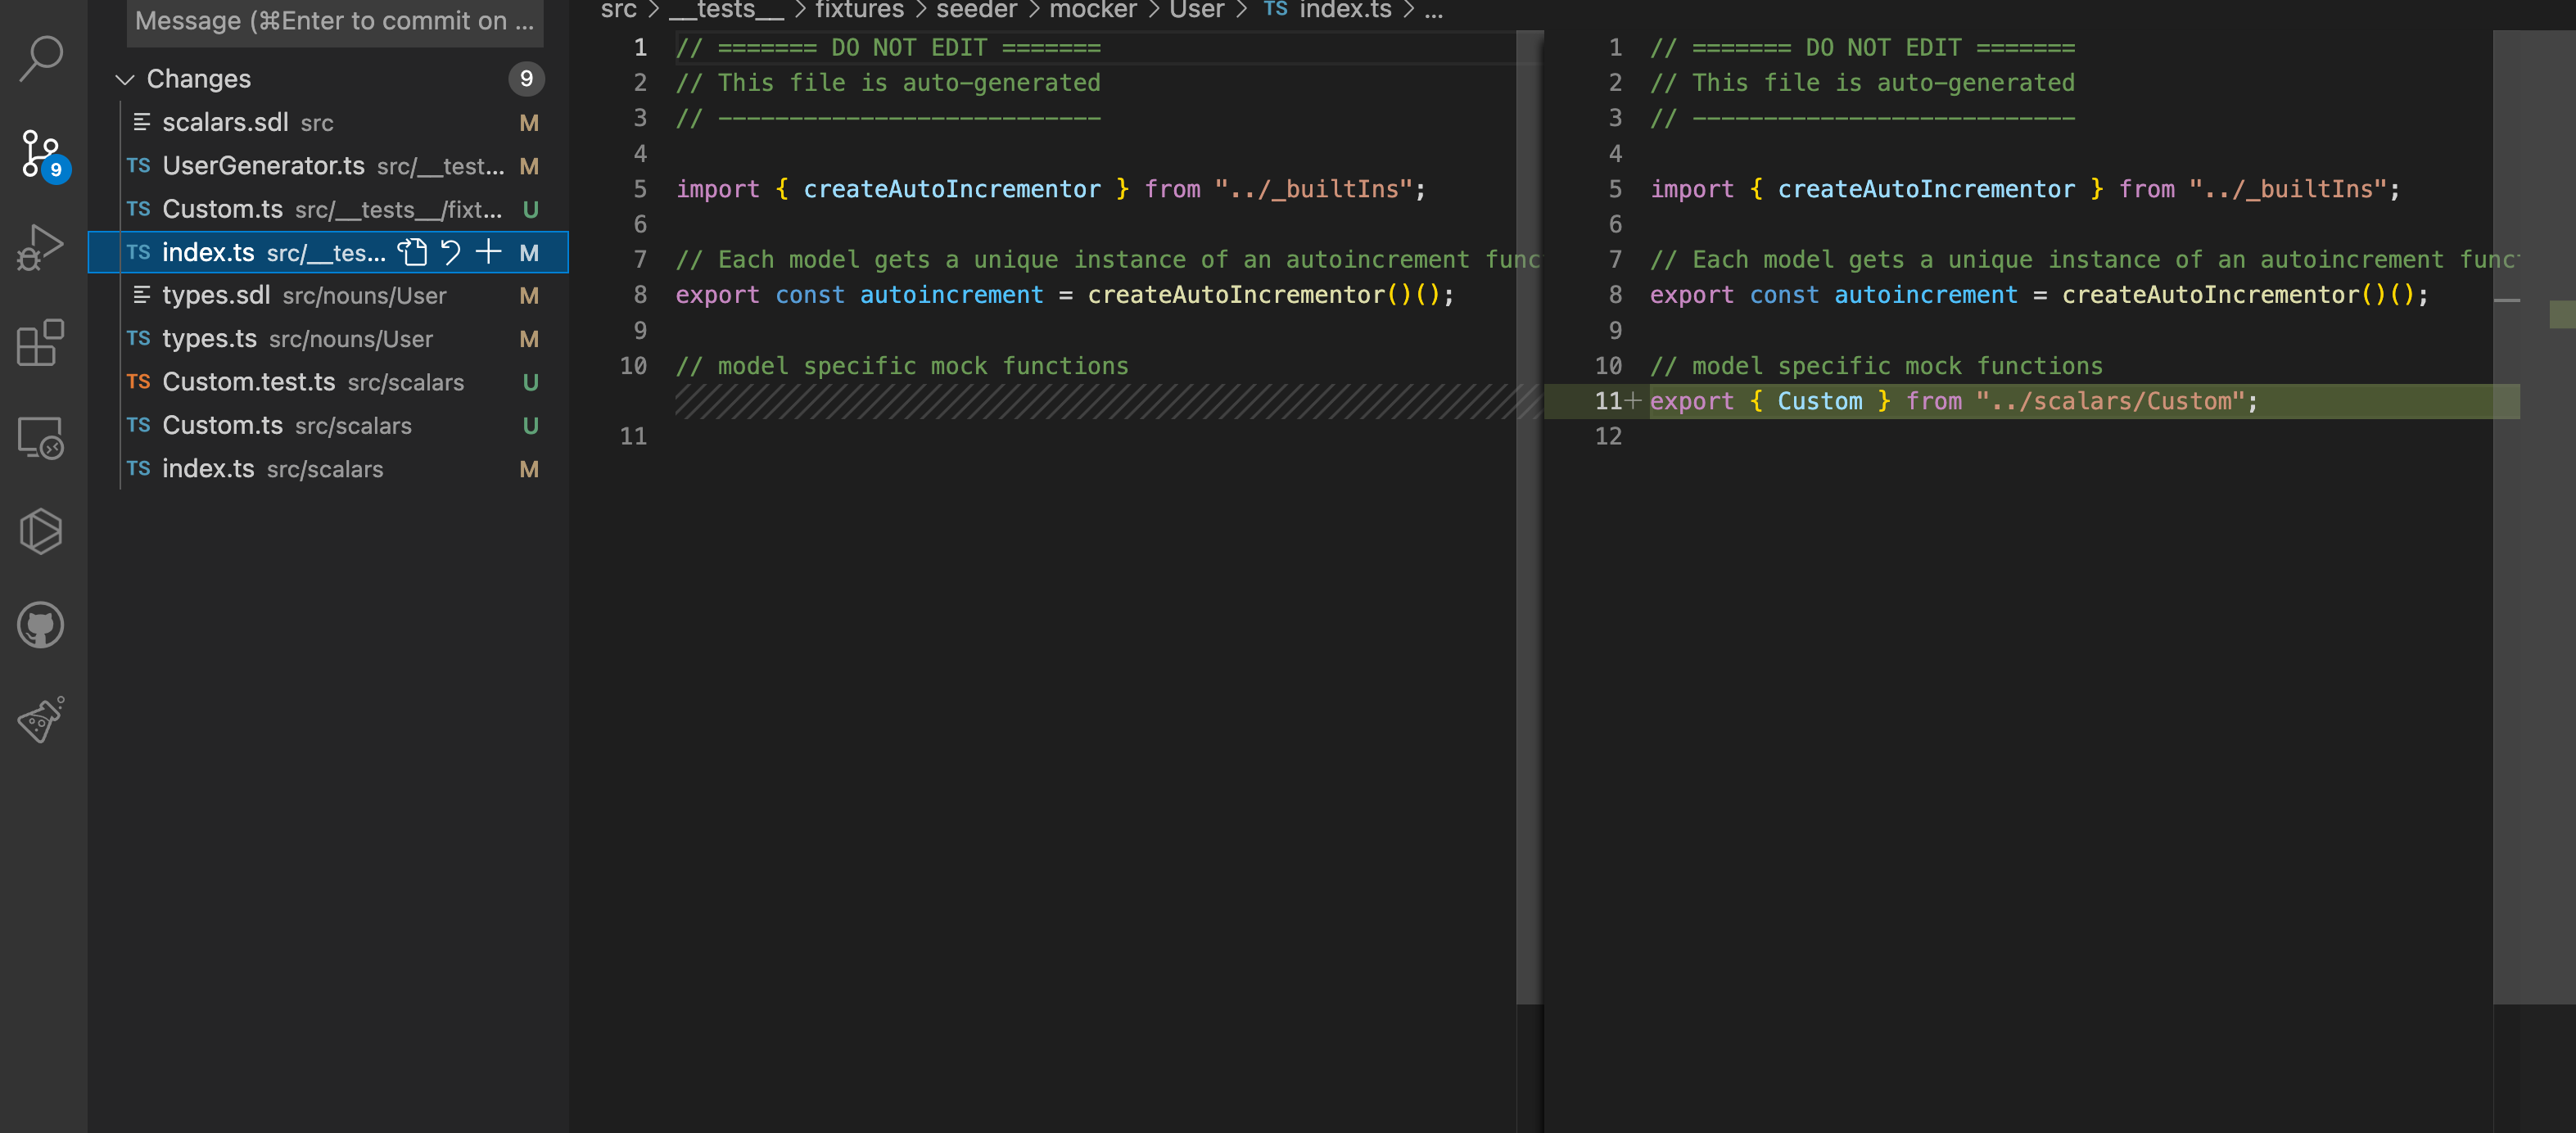 Message (⌘Enter to commit on ...
Changes 9
scalars.sdl src M
TS UserGenerator.ts src/__test... M
TS Custom.ts src/__tests__/fixt... U
9
TS index.ts src/__tes... M
types.sdl src/nouns/User M
TS types.ts src/nouns/User M
TS Custom.test.ts src/scalars U
TS Custom.ts src/scalars U
TS index.ts src/scalars M
src > __tests__ > fixtures > seeder > mocker > User > TS index.ts > ...
1 // ======= DO NOT EDIT =======
2 // This file is auto-generated
3 // ---------------------------
4
5 import { createAutoIncrementor } from "../_builtIns";
6
7 // Each model gets a unique instance of an autoincrement func
8 export const autoincrement = createAutoIncrementor()();
9
10 // model specific mock functions
11
1 // ======= DO NOT EDIT =======
2 // This file is auto-generated
3 // ---------------------------
4
5 import { createAutoIncrementor } from "../_builtIns";
6
7 // Each model gets a unique instance of an autoincrement func
8 export const autoincrement = createAutoIncrementor()();
9
10 // model specific mock functions
11+ export { Custom } from "../scalars/Custom";
12